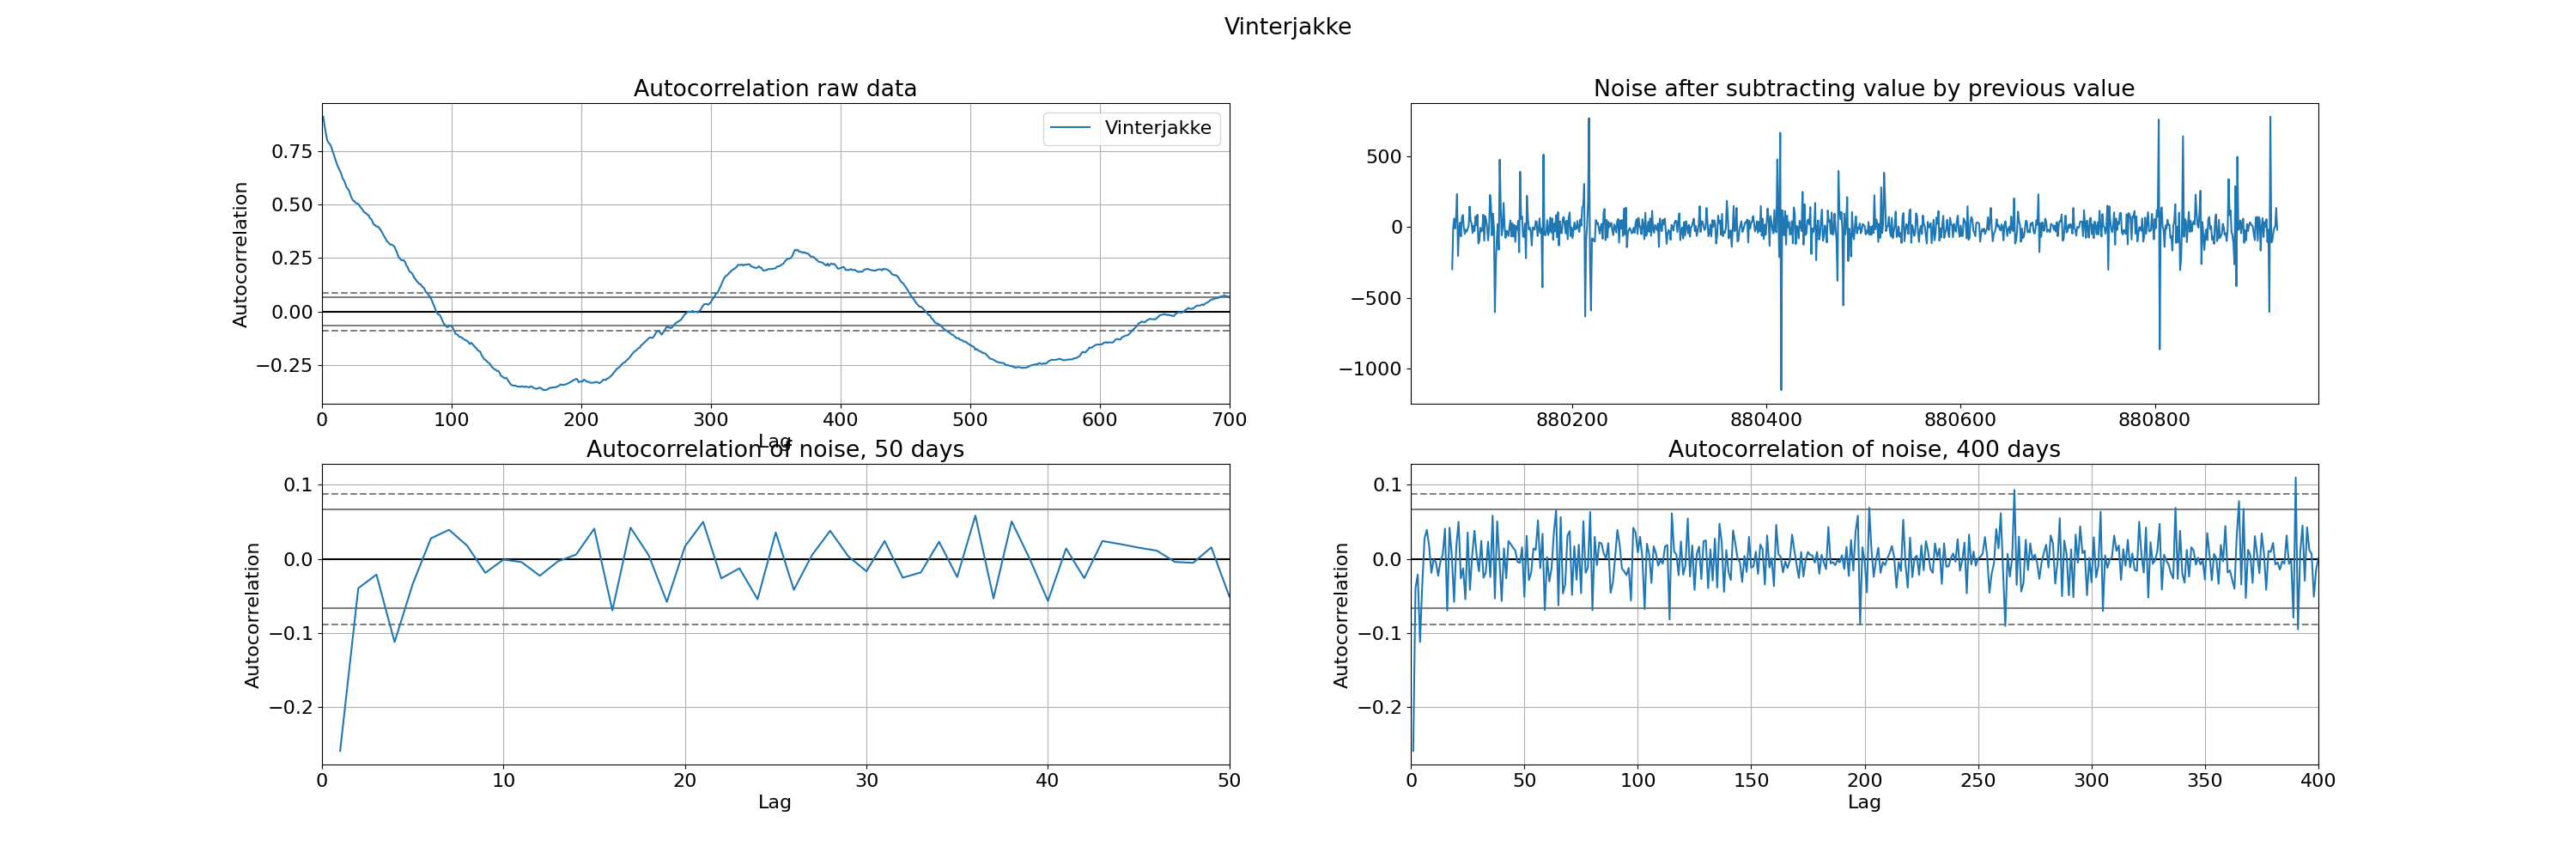 Vinterjakke
Autocorrelation raw data
Vinterjakke
Autocorrelation
0.75
0.50
0.25
0.00
−0.25
0 100 200 300 400 500 600 700
Lag
Noise after subtracting value by previous value
500
0
−500
−1000
880200 880400 880600 880800
Autocorrelation of noise, 50 days
Autocorrelation
0.1
0.0
−0.1
−0.2
0 10 20 30 40 50
Lag
Autocorrelation of noise, 400 days
Autocorrelation
0.1
0.0
−0.1
−0.2
0 50 100 150 200 250 300 350 400
Lag